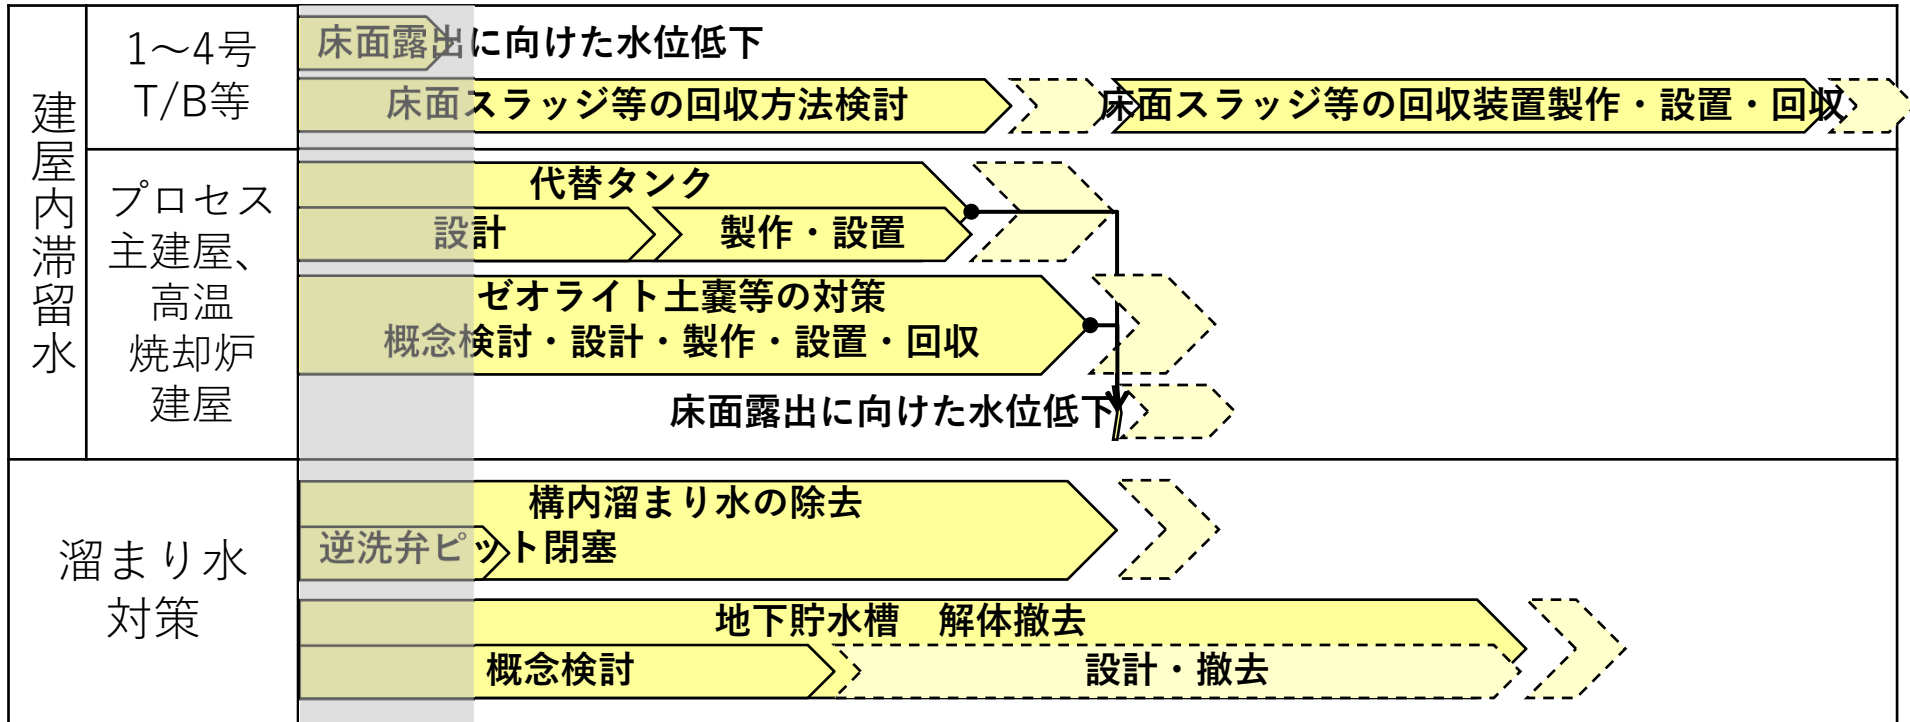 建屋内滞留水
1～4号
T/B等
床面露出に向けた水位低下
床面スラッジ等の回収方法検討
床面スラッジ等の回収装置製作・設置・回収
プロセス
主建屋、
高温
焼却炉
建屋
代替タンク
設計
製作・設置
ゼオライト土嚢等の対策
概念検討・設計・製作・設置・回収
床面露出に向けた水位低下
溜まり水
対策
構内溜まり水の除去
逆洗弁ピット閉塞
地下貯水槽　解体撤去
概念検討
設計・撤去